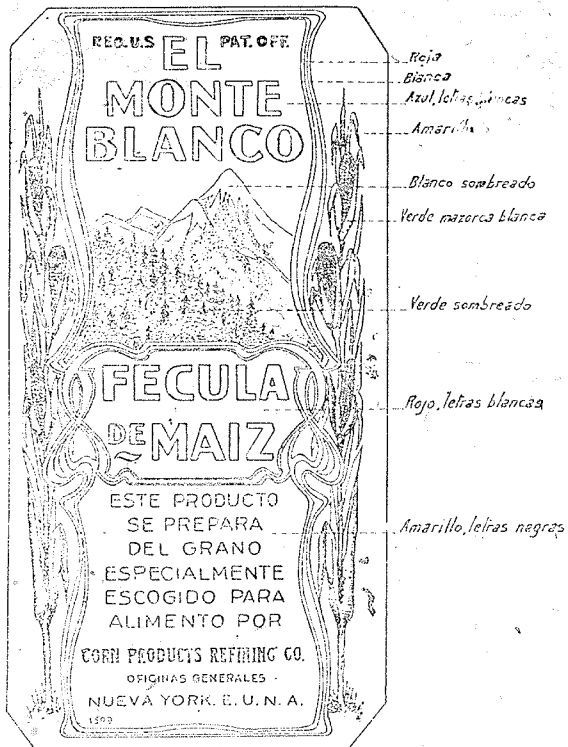 REG. U.S. PAT. OFF.
EL
MONTE
BLANCO
FECULA
DE MAIZ
ESTE PRODUCTO
SE PREPARA
DEL GRANO
ESPECIALMENTE
ESCOGIDO PARA
ALIMENTO POR
CORN PRODUCTS REFINING CO.
OFICINAS GENERALES
NUEVA YORK. E. U. N. A.
Roja
Blanca
Azul, letras blancas
Amarillo
Blanco sombreado
Verde mazorca blanca
Verde sombreado
Rojo, letras blancas
Amarillo, letras negras